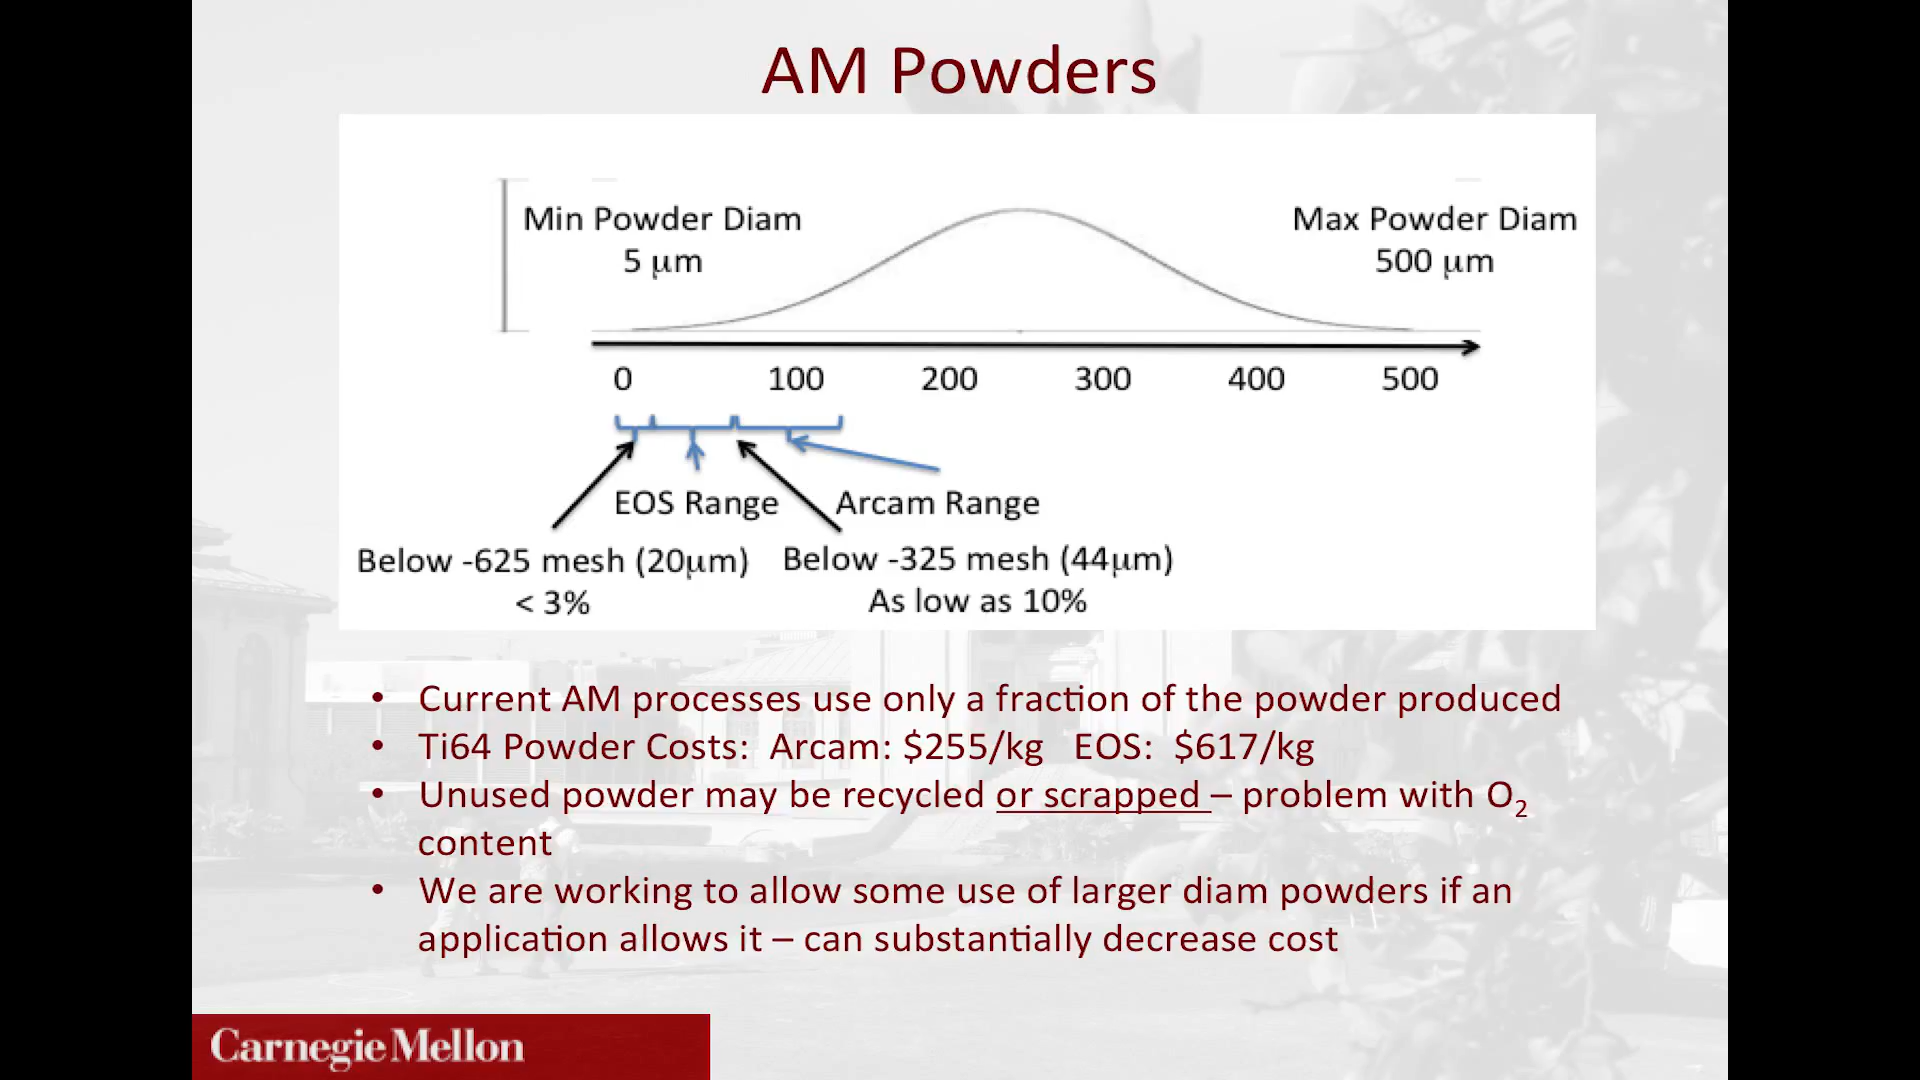 AM Powders
Min Powder Diam
5 μm
Max Powder Diam
500 μm
0 100 200 300 400 500
EOS Range
Arcam Range
Below -625 mesh (20μm)
< 3%
Below -325 mesh (44μm)
As low as 10%
• Current AM processes use only a fraction of the powder produced
• Ti64 Powder Costs: Arcam: $255/kg EOS: $617/kg
• Unused powder may be recycled or scrapped – problem with O2
content
• We are working to allow some use of larger diam powders if an
application allows it – can substantially decrease cost
Carnegie Mellon